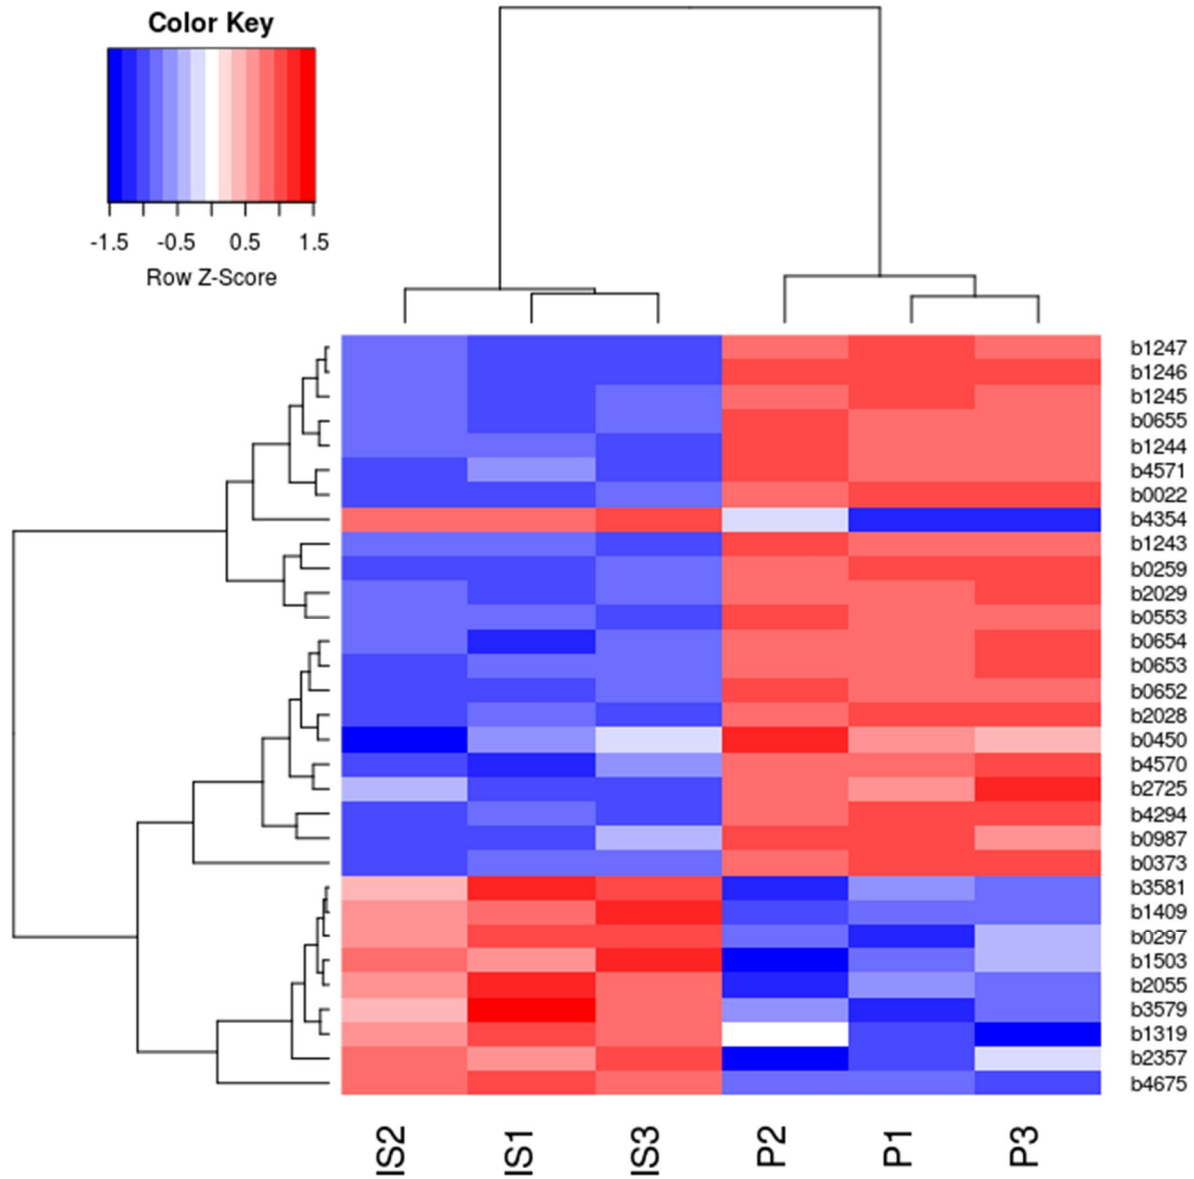 Color Key
-1.5 -0.5 0.5 1.5
Row Z-Score
b1247
b1246
b1245
b0655
b1244
b4571
b0022
b4354
b1243
b0259
b2029
b0553
b0654
b0653
b0652
b2028
b0450
b4570
b2725
b4294
b0987
b0373
b3581
b1409
b0297
b1503
b2055
b3579
b1319
b2357
b4675
IS2 IS1 IS3 P2 P1 P3